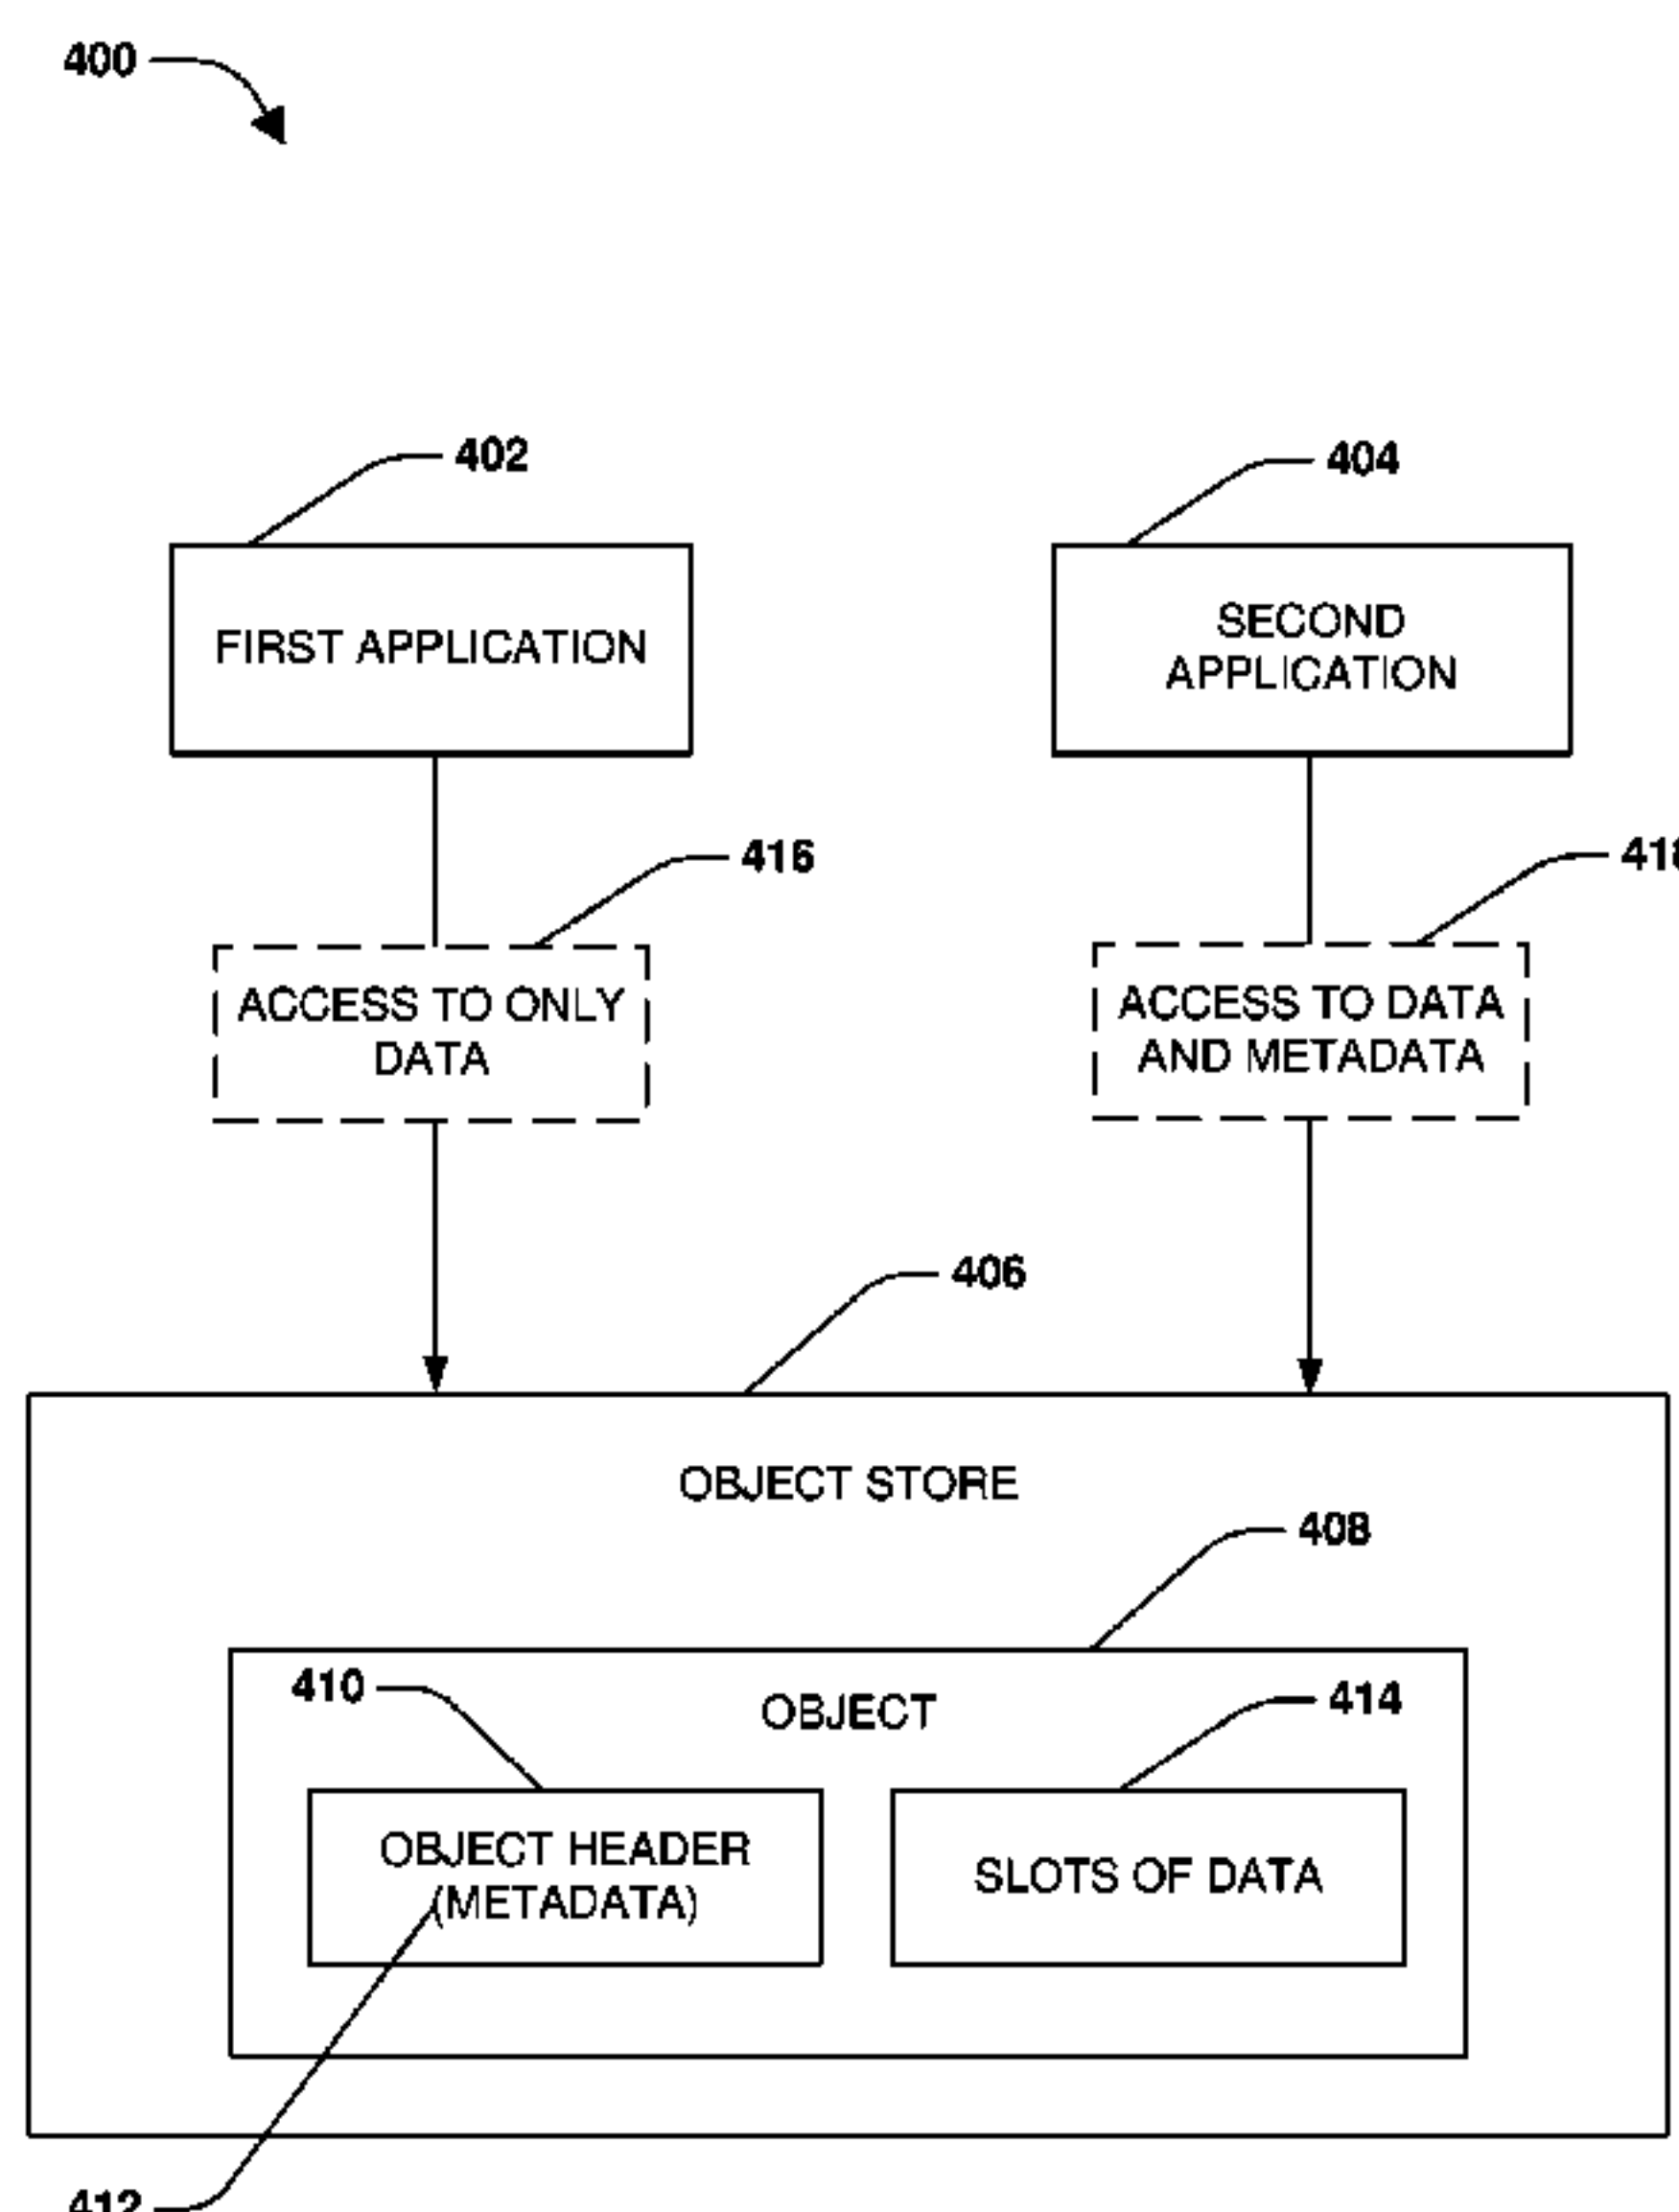 400
402
404
FIRST APPLICATION
SECOND
APPLICATION
416
ACCESS TO ONLY
DATA
ACCESS TO DATA
AND METADATA
406
OBJECT STORE
408
410
OBJECT
414
OBJECT HEADER
(METADATA)
SLOTS OF DATA
412